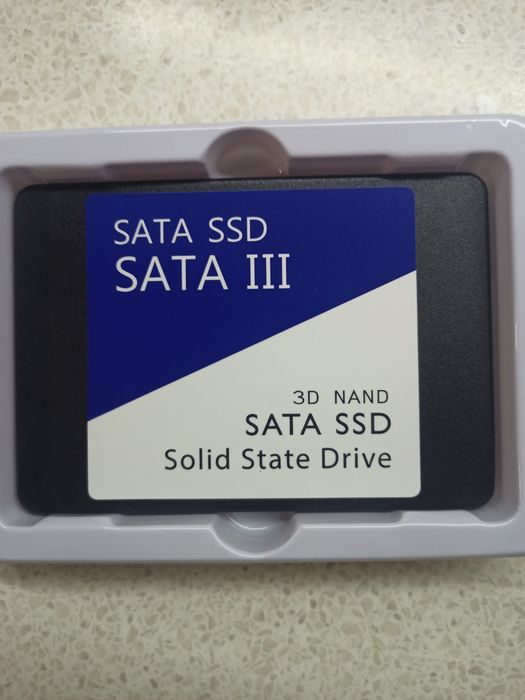 SATA SSD
SATA III
3D NAND
SATA SSD
Solid State Drive